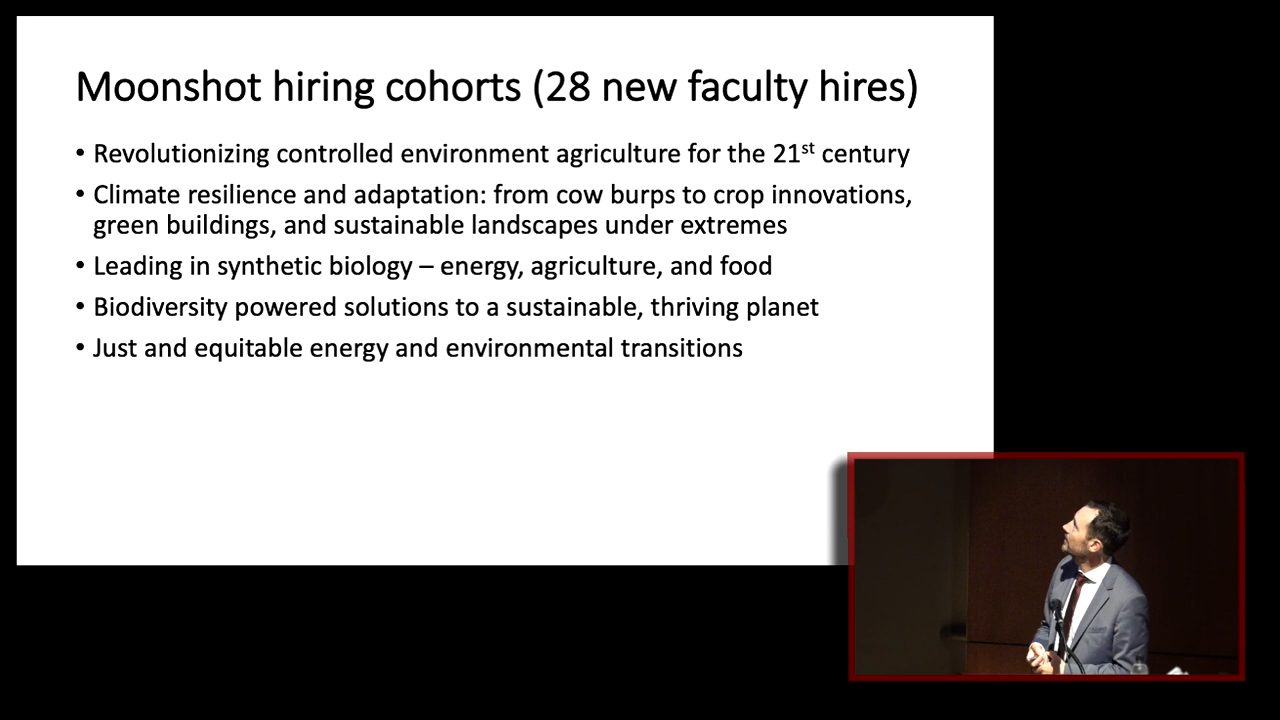 Moonshot hiring cohorts (28 new faculty hires)
• Revolutionizing controlled environment agriculture for the 21st century
• Climate resilience and adaptation: from cow burps to crop innovations,
green buildings, and sustainable landscapes under extremes
• Leading in synthetic biology – energy, agriculture, and food
• Biodiversity powered solutions to a sustainable, thriving planet
• Just and equitable energy and environmental transitions